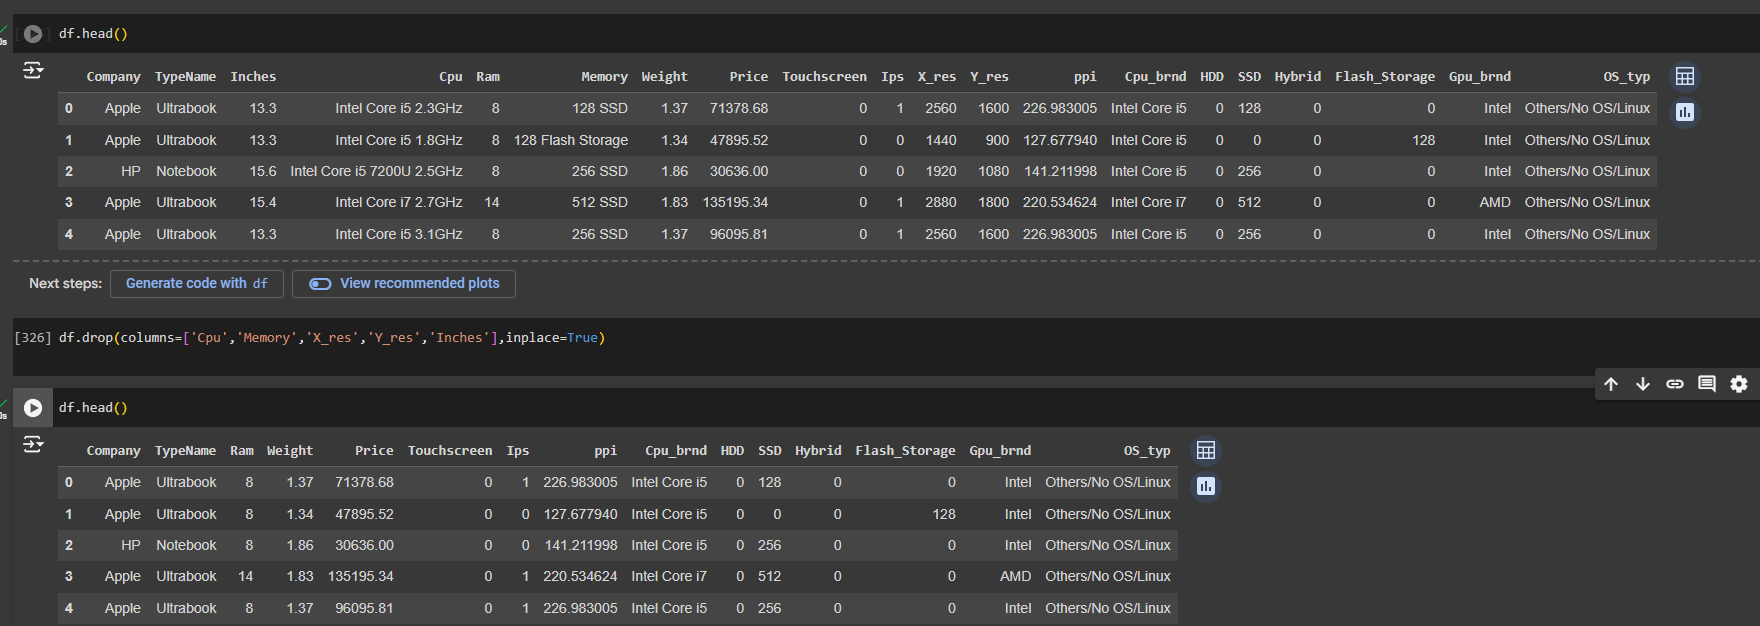 df.head()
0s
Company TypeName Inches Cpu Ram Memory Weight Price Touchscreen Ips X_res Y_res ppi Cpu_brnd HDD SSD Hybrid Flash_Storage Gpu_brnd OS_typ
0 Apple Ultrabook 13.3 Intel Core i5 2.3GHz 8 128 SSD 1.37 71378.68 0 1 2560 1600 226.983005 Intel Core i5 0 128 0 0 Intel Others/No OS/Linux
1 Apple Ultrabook 13.3 Intel Core i5 1.8GHz 8 128 Flash Storage 1.34 47895.52 0 0 1440 900 127.677940 Intel Core i5 0 0 0 128 Intel Others/No OS/Linux
2 HP Notebook 15.6 Intel Core i5 7200U 2.5GHz 8 256 SSD 1.86 30636.00 0 0 1920 1080 141.211998 Intel Core i5 0 256 0 0 Intel Others/No OS/Linux
3 Apple Ultrabook 15.4 Intel Core i7 2.7GHz 14 512 SSD 1.83 135195.34 0 1 2880 1800 220.534624 Intel Core i7 0 512 0 0 AMD Others/No OS/Linux
4 Apple Ultrabook 13.3 Intel Core i5 3.1GHz 8 256 SSD 1.37 96095.81 0 1 2560 1600 226.983005 Intel Core i5 0 256 0 0 Intel Others/No OS/Linux
Next steps: Generate code with df View recommended plots
[326] df.drop(columns=['Cpu','Memory','X_res','Y_res','Inches'],inplace=True)
df.head()
0s
Company TypeName Ram Weight Price Touchscreen Ips ppi Cpu_brnd HDD SSD Hybrid Flash_Storage Gpu_brnd OS_typ
0 Apple Ultrabook 8 1.37 71378.68 0 1 226.983005 Intel Core i5 0 128 0 0 Intel Others/No OS/Linux
1 Apple Ultrabook 8 1.34 47895.52 0 0 127.677940 Intel Core i5 0 0 0 128 Intel Others/No OS/Linux
2 HP Notebook 8 1.86 30636.00 0 0 141.211998 Intel Core i5 0 256 0 0 Intel Others/No OS/Linux
3 Apple Ultrabook 14 1.83 135195.34 0 1 220.534624 Intel Core i7 0 512 0 0 AMD Others/No OS/Linux
4 Apple Ultrabook 8 1.37 96095.81 0 1 226.983005 Intel Core i5 0 256 0 0 Intel Others/No OS/Linux